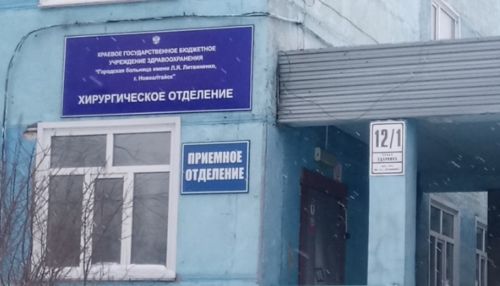 КРАЕВОЕ ГОСУДАРСТВЕННОЕ БЮДЖЕТНОЕ
УЧРЕЖДЕНИЕ ЗДРАВООХРАНЕНИЯ
"Городская больница имени Л.Я. Литвиненко,
г. Новоалтайск"
ХИРУРГИЧЕСКОЕ ОТДЕЛЕНИЕ
ПРИЕМНОЕ
ОТДЕЛЕНИЕ
12/1